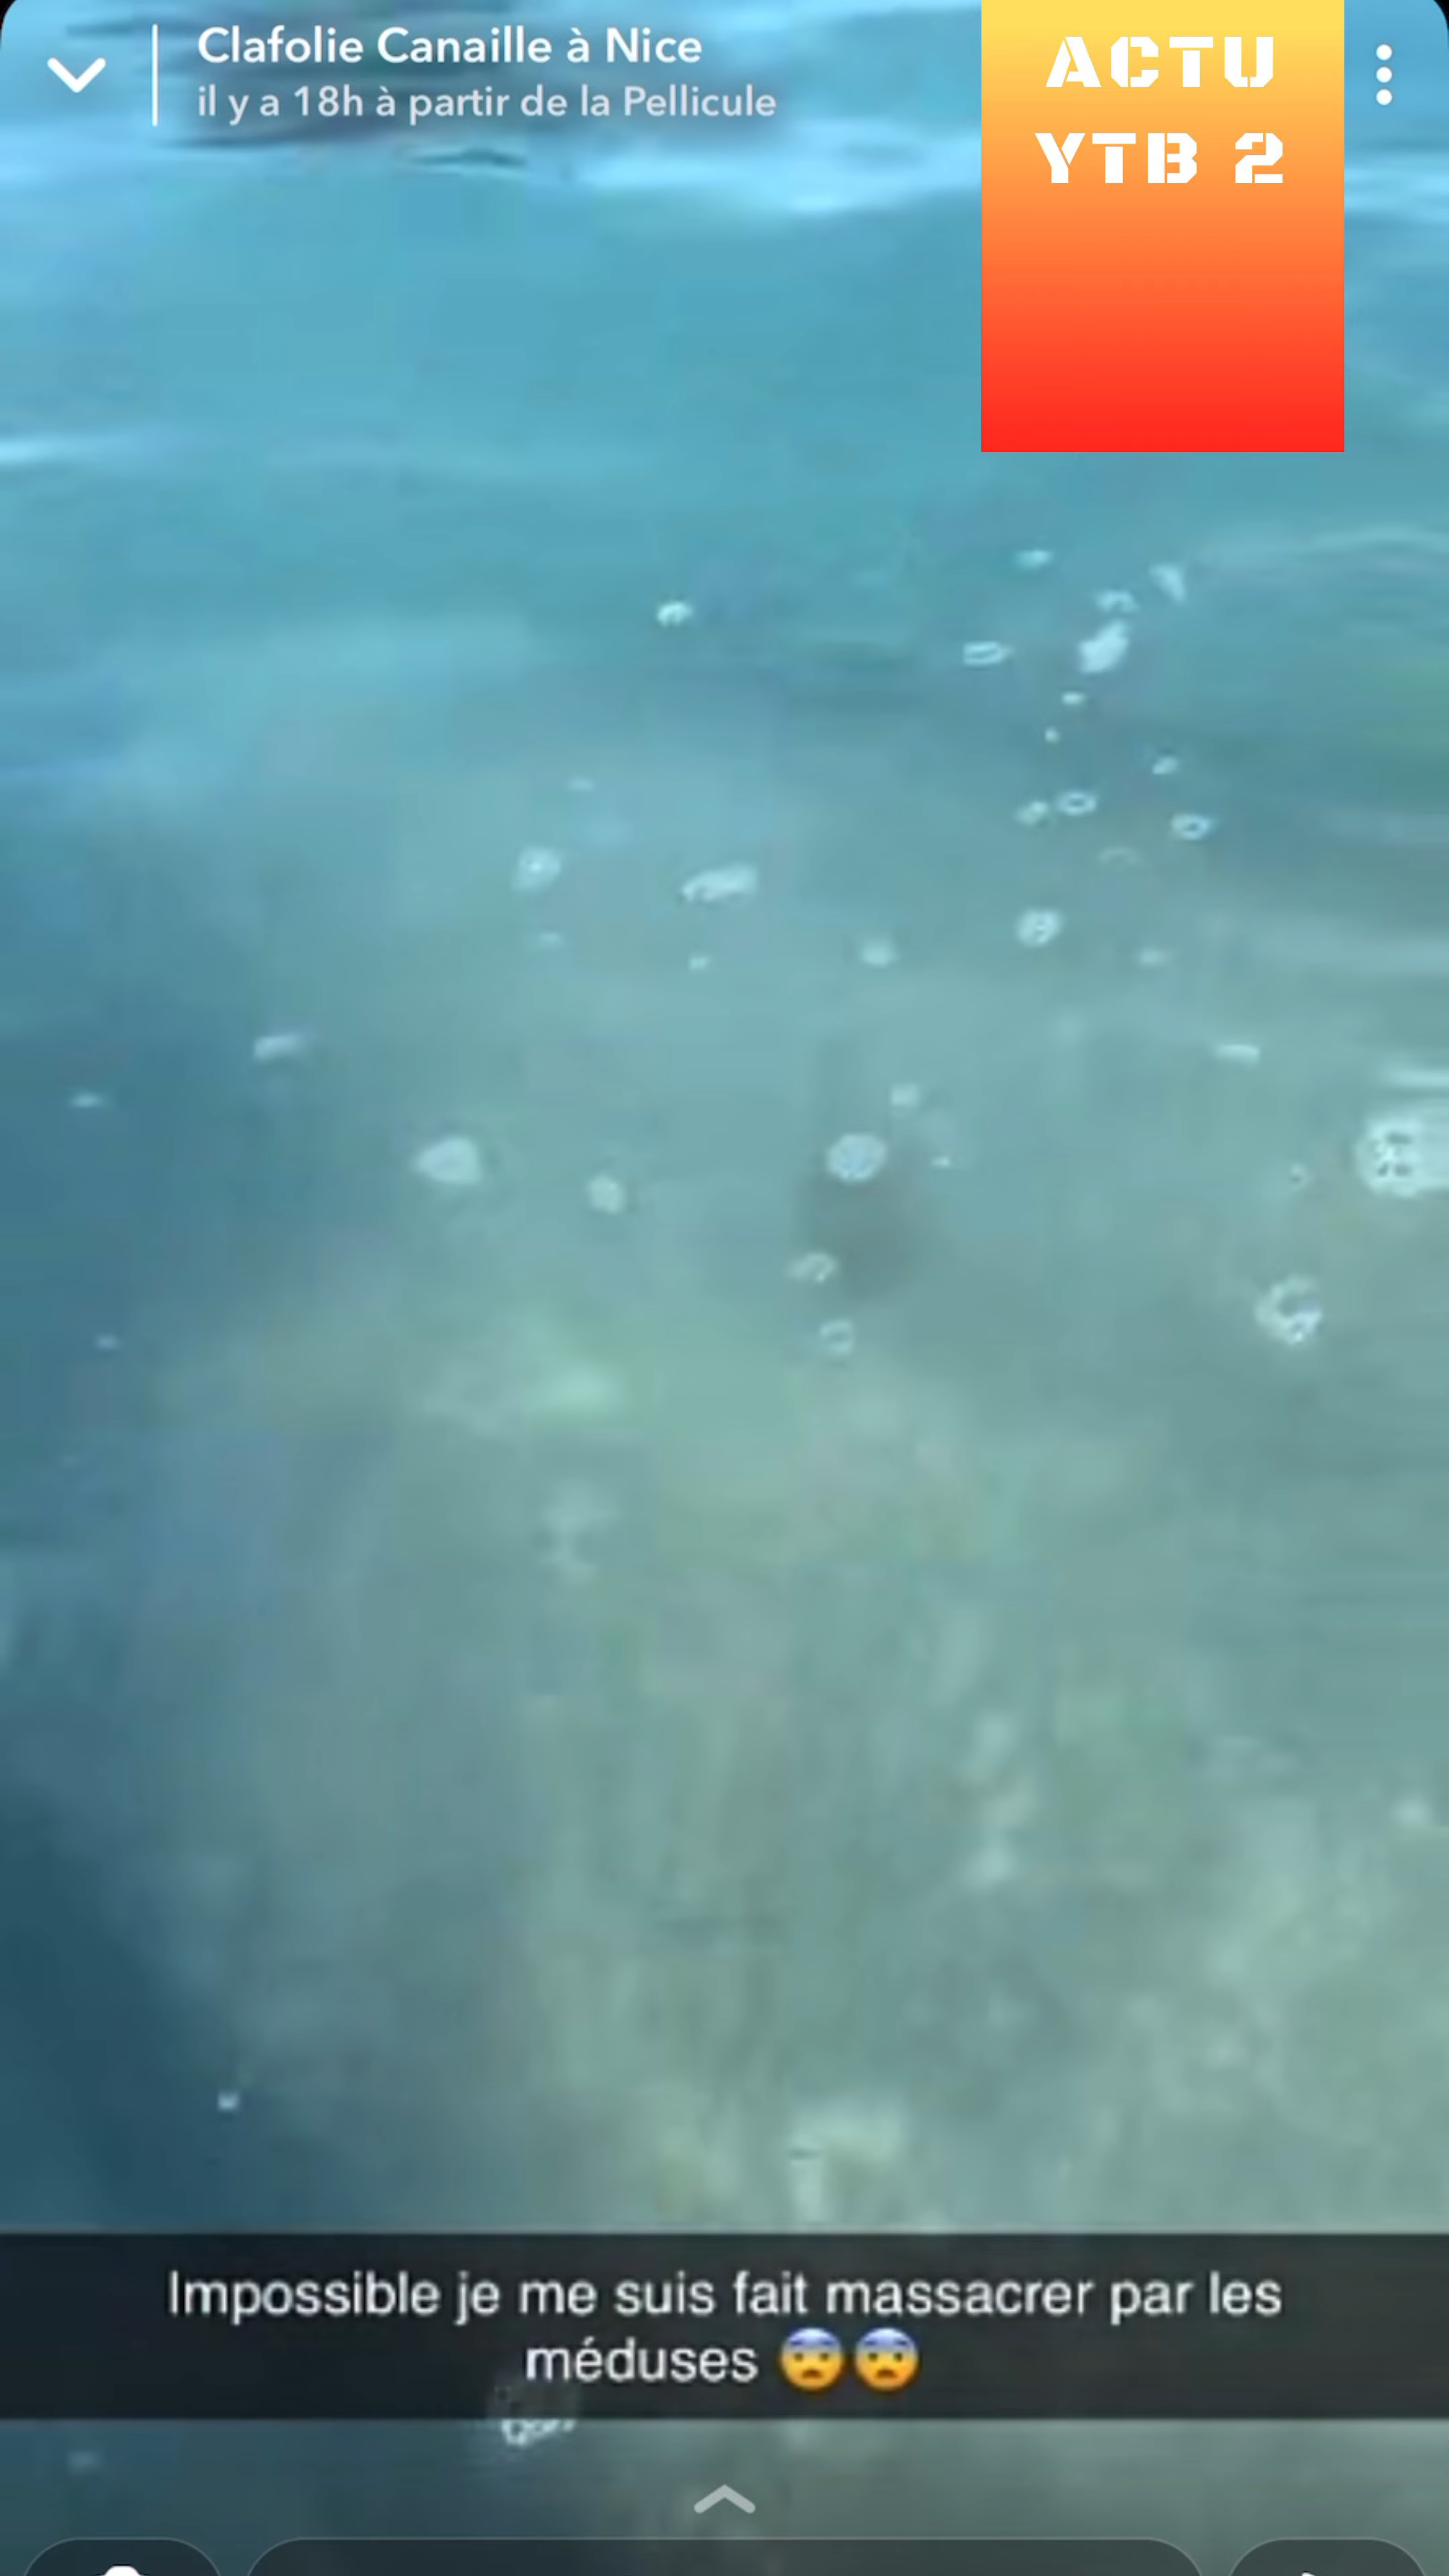 Clafolie Canaille à Nice
il y a 18h à partir de la Pellicule
ACTU
YTB 2
Impossible je me suis fait massacrer par les
méduses 😨😨